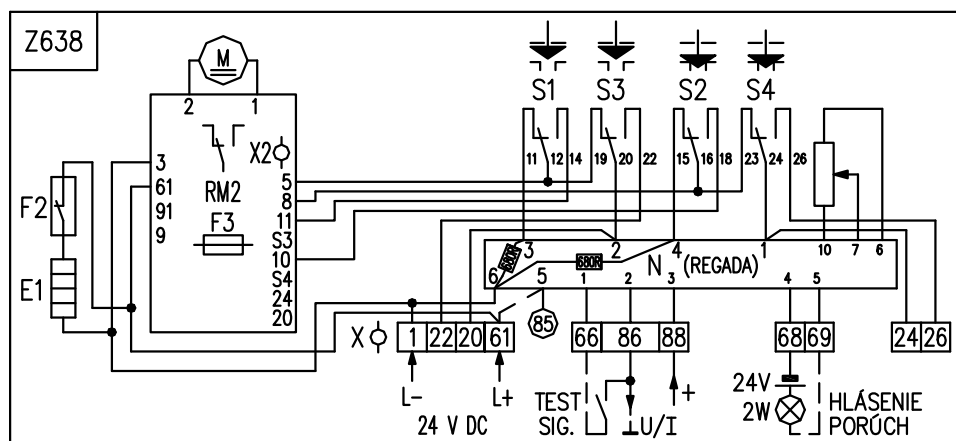 Z638
M
2 1
S1 S3 S2 S4
3
61
91
9
X2
RM2
F3
5
8
11
S3
10
S4
24
20
F2
E1
11 12 14 19 20 22 15 16 18 23 24 26
3 2 4 1 10 7 6
680R
680R
N (REGADA)
6 5 1 2 3 4 5
85
X
1 22 20 61 66 86 88 68 69 24 26
L- L+
24 V DC
TEST
SIG.
U/I
+
24V
2W
HLÁSENIE
PORÚCH